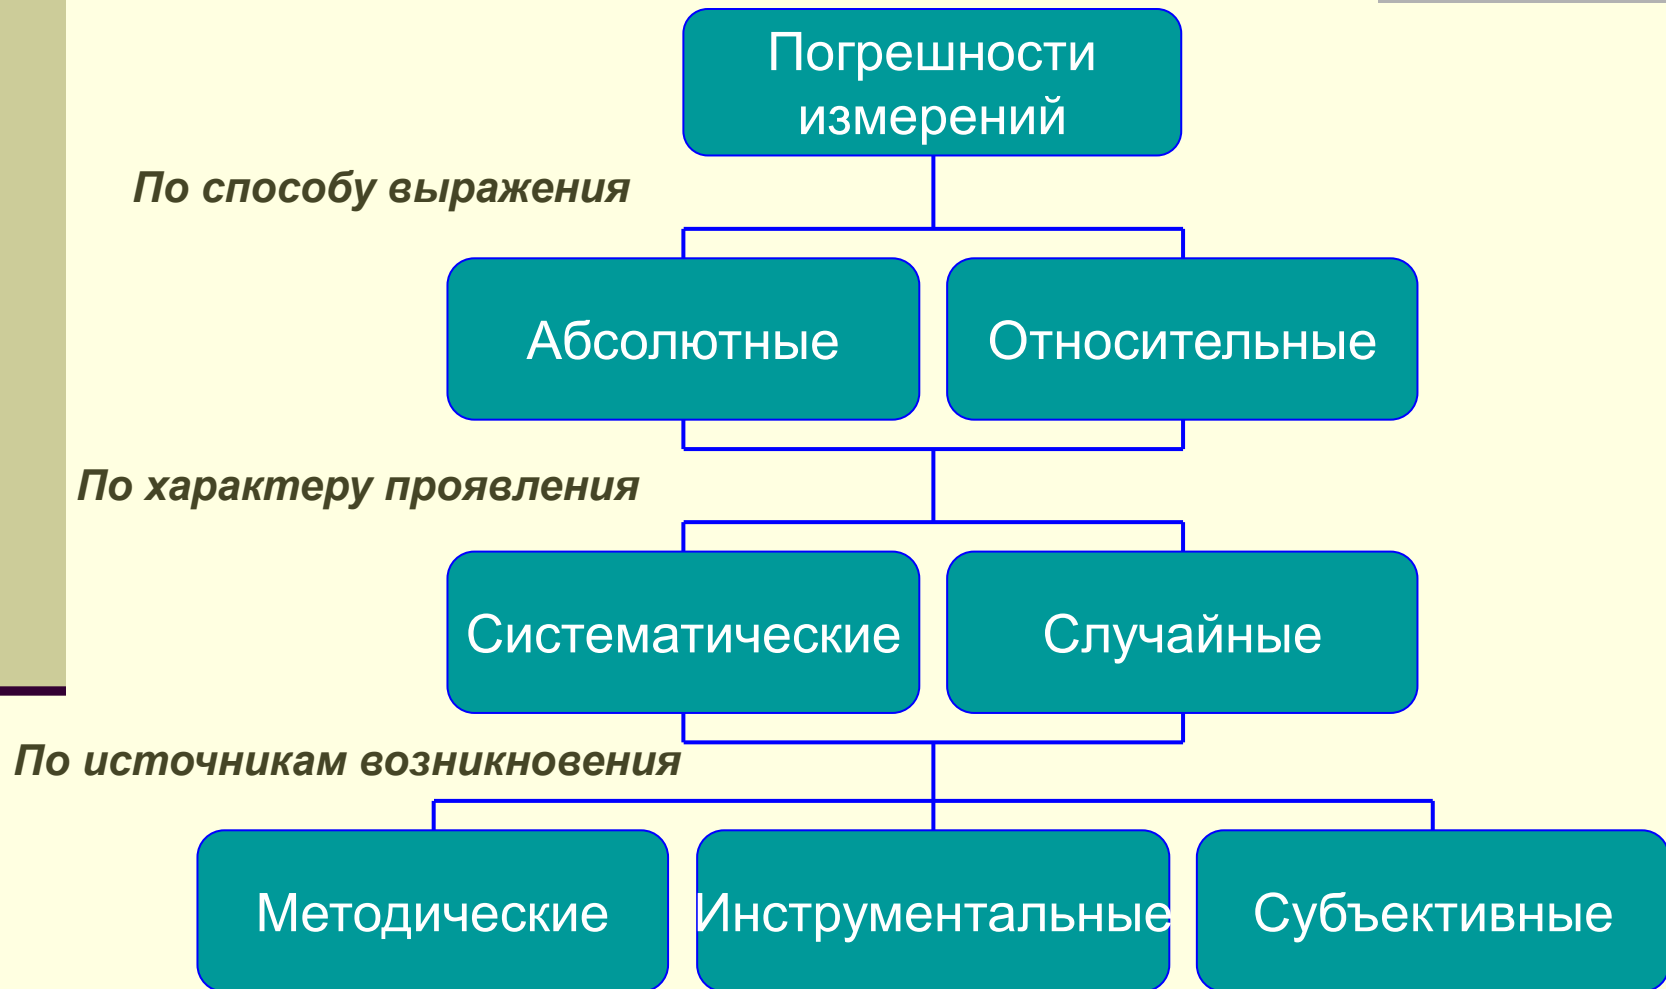 Погрешности
измерений
По способу выражения
Абсолютные
Относительные
По характеру проявления
Систематические
Случайные
По источникам возникновения
Методические
Инструментальные
Субъективные